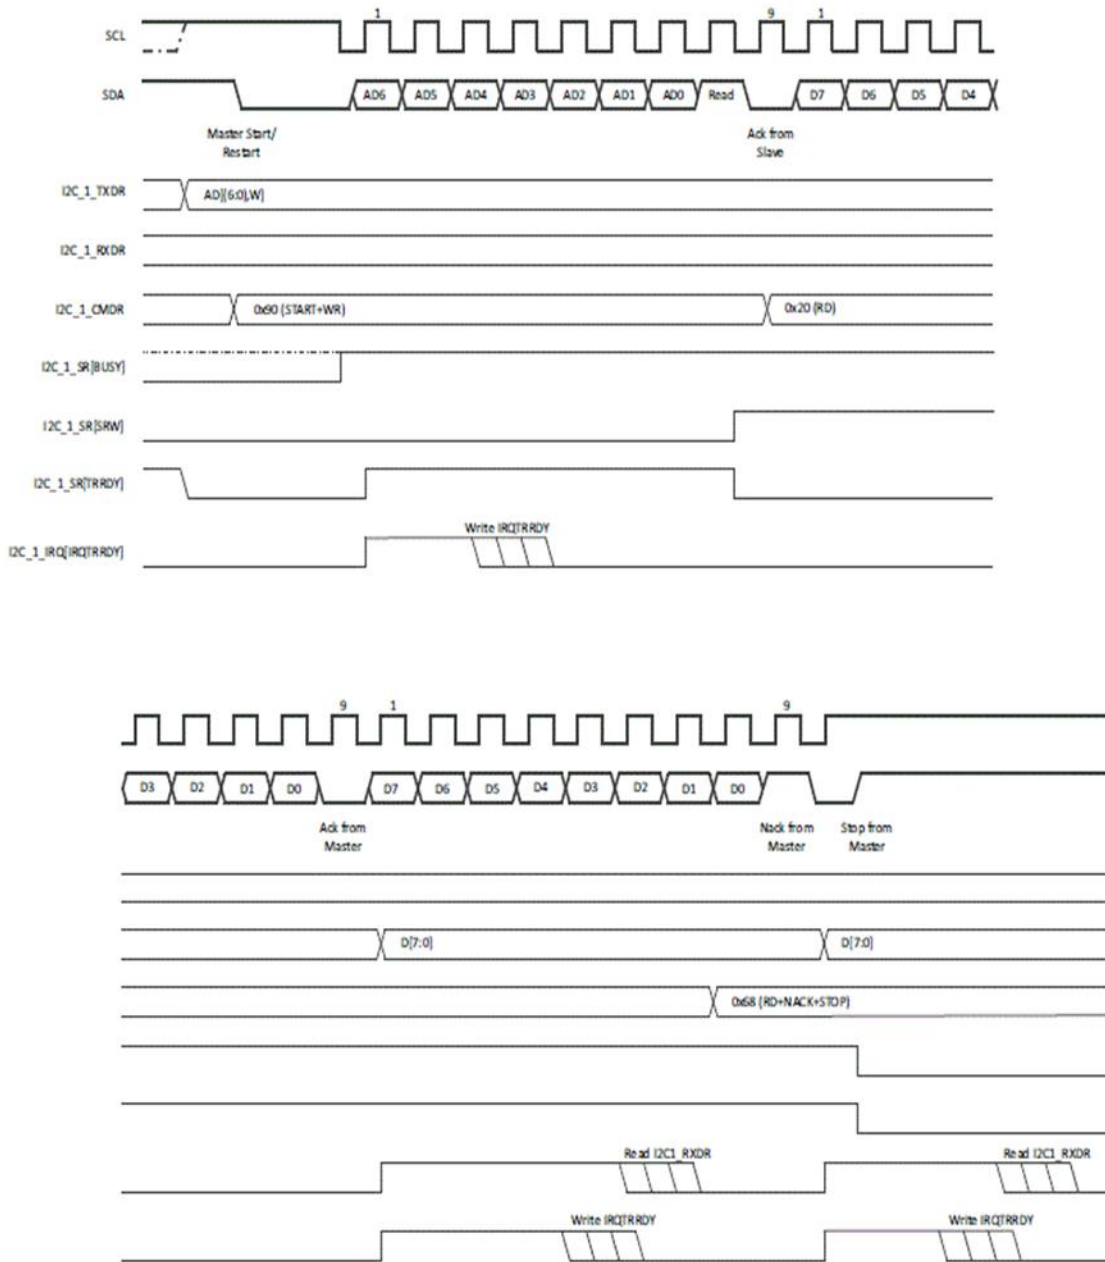 1 9 1
SCL
SDA AD6 AD5 AD4 AD3 AD2 AD1 AD0 Read D7 D6 D5 D4
Master Start/
Restart
Ack from
Slave
I2C_1_TXDR AD[(6:0),W]
I2C_1_RXDR
I2C_1_CMDR 0x90 (START+WR) 0x20 (RD)
I2C_1_SR[BUSY]
I2C_1_SR[SRW]
I2C_1_SR[TRRDY]
Write IRQTRRDY
I2C_1_IRQ[IRQTRRDY]
9 1 9
D3 D2 D1 D0 D7 D6 D5 D4 D3 D2 D1 D0
Ack from
Master
Nack from
Master
Stop from
Master
D[7:0] D[7:0]
0x68 (RD+NACK+STOP)
Read I2C1_RXDR Read I2C1_RXDR
Write IRQTRRDY Write IRQTRRDY